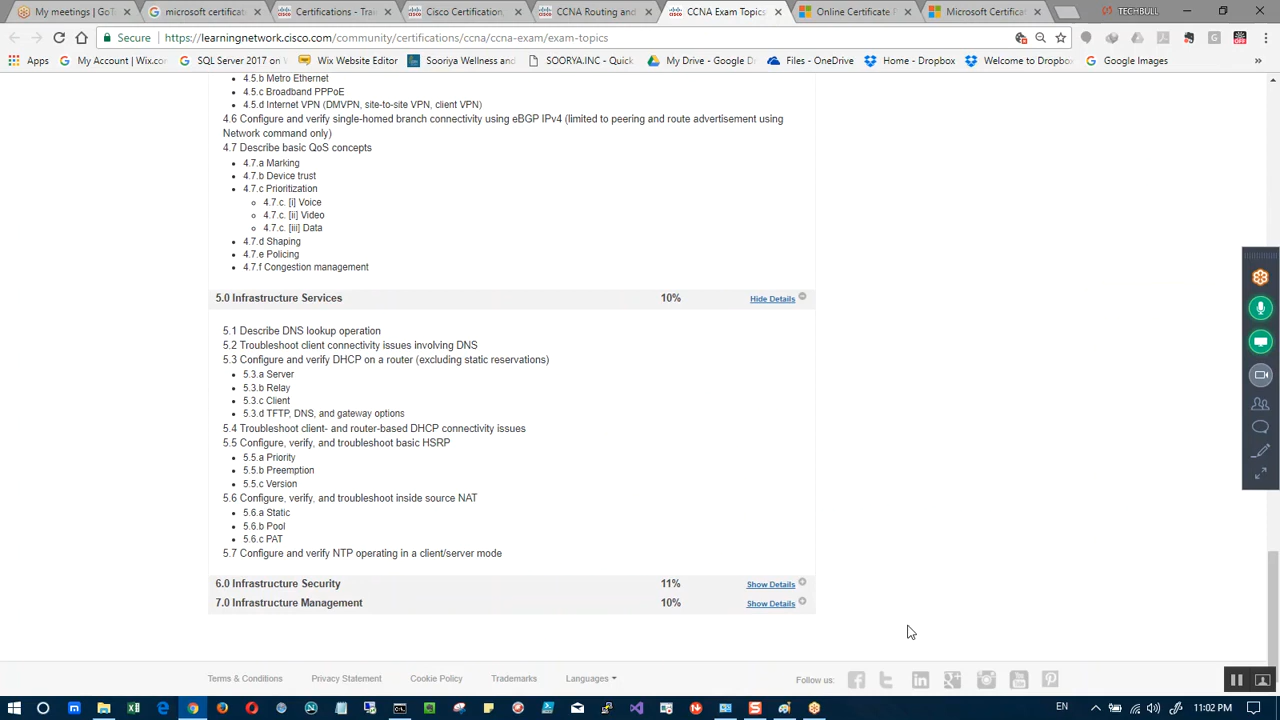 My meetings | GoTo
microsoft certificat
Certifications - Trai
Cisco Certification,
CCNA Routing and
CCNA Exam Topics
Online Certificate P
Microsoft Certificat
TECHBULL
Secure
https://learningnetwork.cisco.com/community/certifications/ccna/ccna-exam/exam-topics
Apps
My Account | Wizco
SQL Server 2017 on
Wix Website Editor
Sooriya Wellness and
SOORYA.INC - Quick
My Drive - Google D
Files - OneDrive
Home - Dropbox
Welcome to Dropbox
Google Images
»
• 4.5.b Metro Ethernet
• 4.5.c Broadband PPPoE
• 4.5.d Internet VPN (DMVPN, site-to-site VPN, client VPN)
4.6 Configure and verify single-homed branch connectivity using eBGP IPv4 (limited to peering and route advertisement using
Network command only)
4.7 Describe basic QoS concepts
• 4.7.a Marking
• 4.7.b Device trust
• 4.7.c Prioritization
◦ 4.7.c. [i] Voice
◦ 4.7.c. [ii] Video
◦ 4.7.c. [iii] Data
• 4.7.d Shaping
• 4.7.e Policing
• 4.7.f Congestion management
5.0 Infrastructure Services 10% Hide Details
5.1 Describe DNS lookup operation
5.2 Troubleshoot client connectivity issues involving DNS
5.3 Configure and verify DHCP on a router (excluding static reservations)
• 5.3.a Server
• 5.3.b Relay
• 5.3.c Client
• 5.3.d TFTP, DNS, and gateway options
5.4 Troubleshoot client- and router-based DHCP connectivity issues
5.5 Configure, verify, and troubleshoot basic HSRP
• 5.5.a Priority
• 5.5.b Preemption
• 5.5.c Version
5.6 Configure, verify, and troubleshoot inside source NAT
• 5.6.a Static
• 5.6.b Pool
• 5.6.c PAT
5.7 Configure and verify NTP operating in a client/server mode
6.0 Infrastructure Security 11% Show Details
7.0 Infrastructure Management 10% Show Details
Terms & Conditions
Privacy Statement
Cookie Policy
Trademarks
Languages
Follow us:
EN
11:02 PM